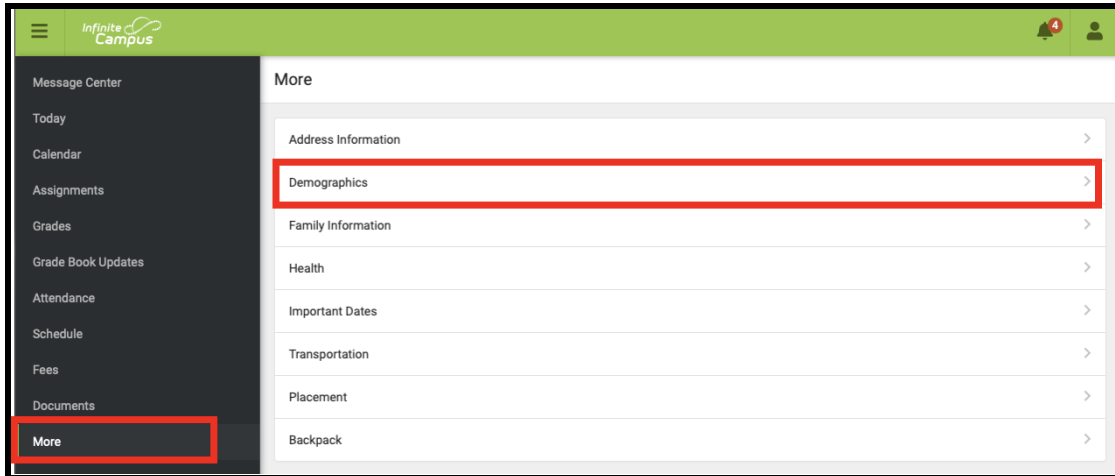 Infinite
Campus
4
Message Center
Today
Calendar
Assignments
Grades
Grade Book Updates
Attendance
Schedule
Fees
Documents
More
More
Address Information
Demographics
Family Information
Health
Important Dates
Transportation
Placement
Backpack